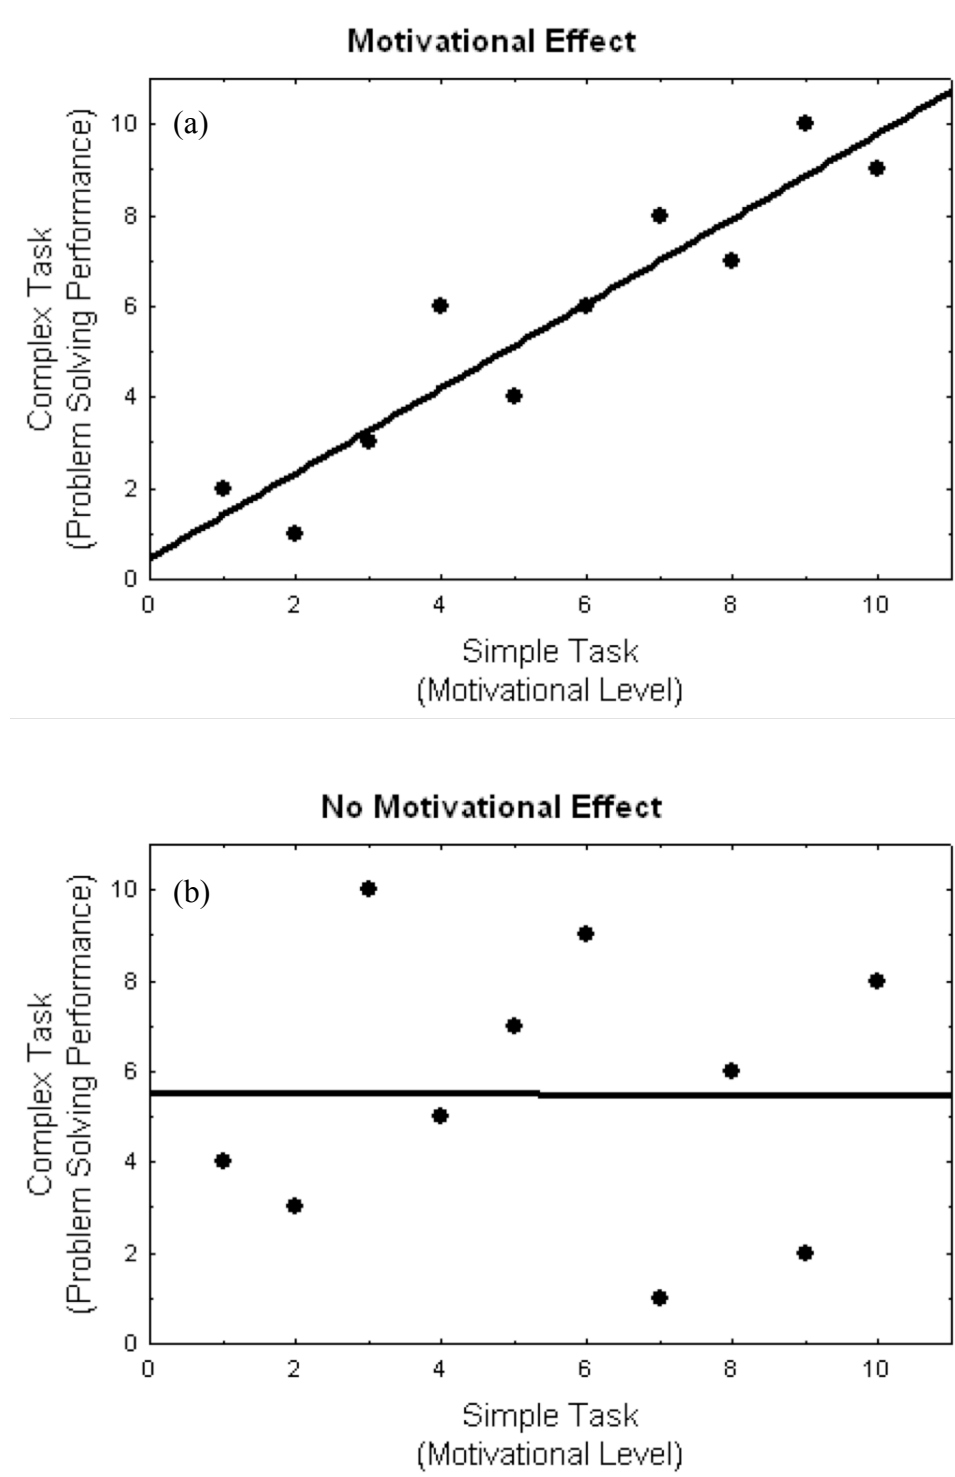 Motivational Effect
(a)
Complex Task
(Problem Solving Performance)
10
8
6
4
2
0
0 2 4 6 8 10
Simple Task
(Motivational Level)
No Motivational Effect
(b)
Complex Task
(Problem Solving Performance)
10
8
6
4
2
0
0 2 4 6 8 10
Simple Task
(Motivational Level)